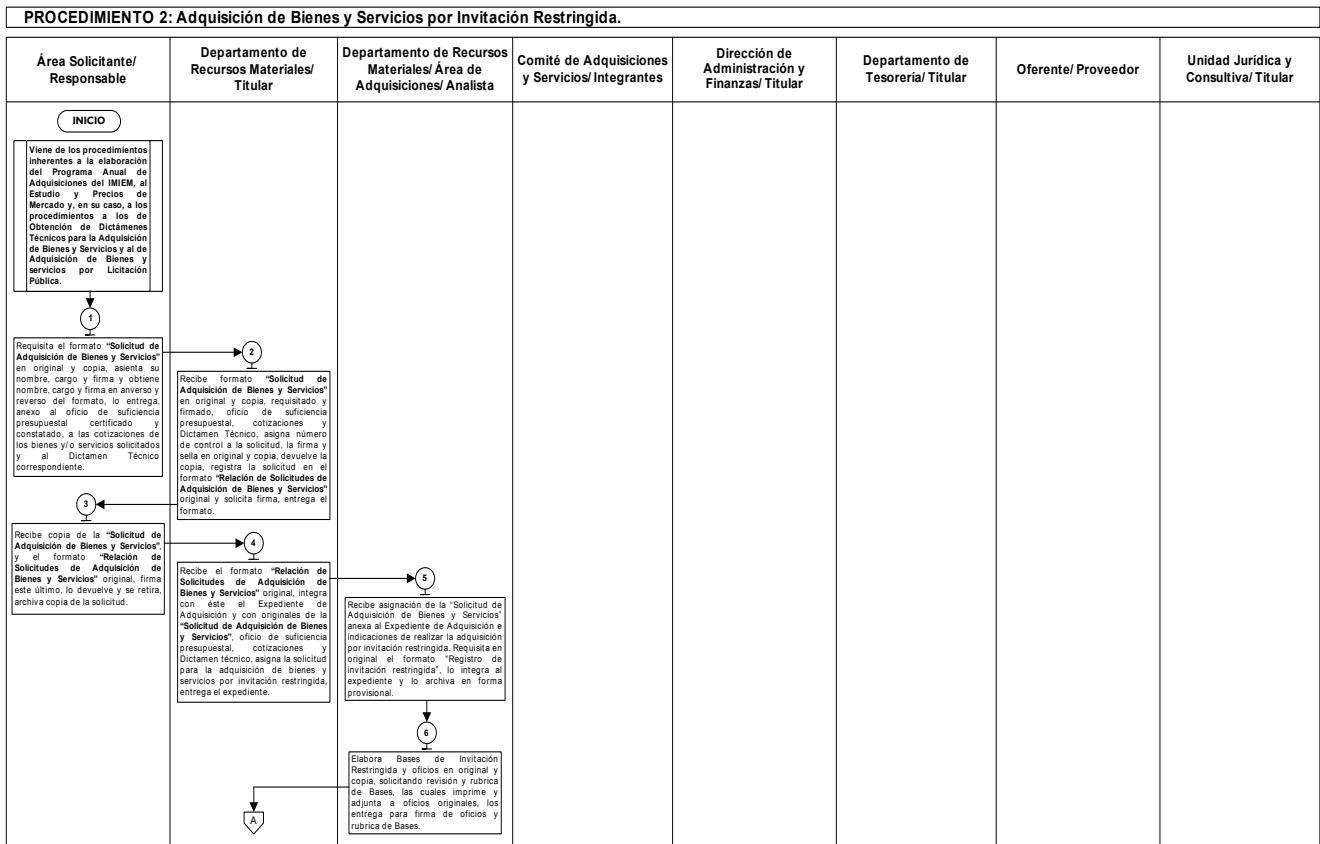 PROCEDIMIENTO 2: Adquisición de Bienes y Servicios por Invitación Restringida.
Área Solicitante/
Responsable
Departamento de
Recursos Materiales/
Titular
Departamento de Recursos
Materiales/ Área de
Adquisiciones/ Analista
Comité de Adquisiciones
y Servicios/ Integrantes
Dirección de
Administración y
Finanzas/ Titular
Departamento de
Tesorería/ Titular
Oferente/ Proveedor
Unidad Jurídica y
Consultiva/ Titular
INICIO
Viene de los procedimientos
inherentes a la elaboración
del Programa Anual de
Adquisiciones del IMIEM, al
Estudio y Precios de
Mercado y, en su caso, a los
procedimientos a los de
Obtención de Dictámenes
Técnicos para la Adquisición
de Bienes y Servicios y al de
Adquisición de Bienes y
servicios por Licitación
Pública.
1
Requisita el formato “Solicitud de
Adquisición de Bienes y Servicios”
en original y copia, asienta su
nombre, cargo y firma y obtiene
nombre, cargo y firma en anverso y
reverso del formato, lo entrega,
anexo al oficio de suficiencia
presupuestal certificado y
constatado, a las cotizaciones de
los bienes y/o servicios solicitados
y al Dictamen Técnico
correspondiente.
2
Recibe formato “Solicitud de
Adquisición de Bienes y Servicios”
en original y copia, requisitado y
firmado, oficio de suficiencia
presupuestal, cotizaciones y
Dictamen Técnico, asigna número
de control a la solicitud, la firma y
sella en original y copia, devuelve la
copia, registra la solicitud en el
formato “Relación de Solicitudes de
Adquisición de Bienes y Servicios”
original y solicita firma, entrega el
formato.
3
Recibe copia de la “Solicitud de
Adquisición de Bienes y Servicios”,
y el formato “Relación de
Solicitudes de Adquisición de
Bienes y Servicios” original, firma
este último, lo devuelve y se retira,
archiva copia de la solicitud.
4
Recibe el formato “Relación de
Solicitudes de Adquisición de
Bienes y Servicios” original, integra
con éste el Expediente de
Adquisición y con originales de la
“Solicitud de Adquisición de Bienes
y Servicios”, oficio de suficiencia
presupuestal, cotizaciones y
Dictamen técnico, asigna la solicitud
para la adquisición de bienes y
servicios por invitación restringida,
entrega el expediente.
5
Recibe asignación de la “Solicitud de
Adquisición de Bienes y Servicios”
anexa al Expediente de Adquisición e
indicaciones de realizar la adquisición
por invitación restringida. Requisita en
original el formato “Registro de
invitación restringida”, lo integra al
expediente y lo archiva en forma
provisional.
6
Elabora Bases de Invitación
Restringida y oficios en original y
copia, solicitando revisión y rubrica
de Bases, las cuales imprime y
adjunta a oficios originales, los
entrega para firma de oficios y
rubrica de Bases.
A